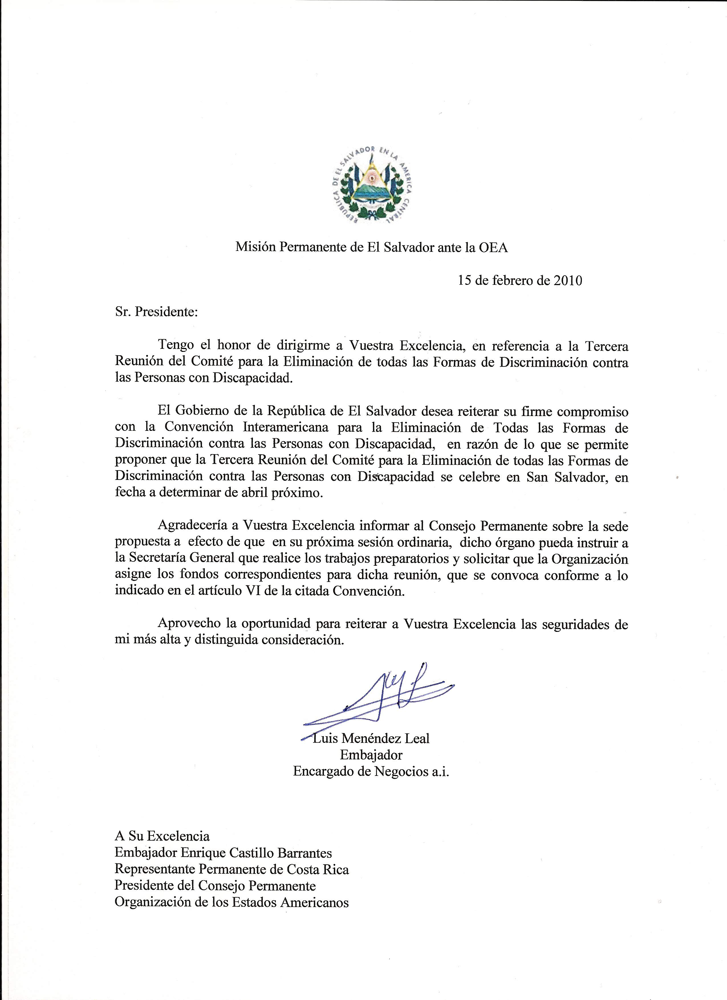 REPUBLICA DE EL SALVADOR EN LA AMERICA CENTRAL
Misión Permanente de El Salvador ante la OEA
15 de febrero de 2010
Sr. Presidente:
Tengo el honor de dirigirme a Vuestra Excelencia, en referencia a la Tercera
Reunión del Comité para la Eliminación de todas las Formas de Discriminación contra
las Personas con Discapacidad.
El Gobierno de la República de El Salvador desea reiterar su firme compromiso
con la Convención Interamericana para la Eliminación de Todas las Formas de
Discriminación contra las Personas con Discapacidad, en razón de lo que se permite
proponer que la Tercera Reunión del Comité para la Eliminación de todas las Formas de
Discriminación contra las Personas con Discapacidad se celebre en San Salvador, en
fecha a determinar de abril próximo.
Agradecería a Vuestra Excelencia informar al Consejo Permanente sobre la sede
propuesta a efecto de que en su próxima sesión ordinaria, dicho órgano pueda instruir a
la Secretaría General que realice los trabajos preparatorios y solicitar que la Organización
asigne los fondos correspondientes para dicha reunión, que se convoca conforme a lo
indicado en el artículo VI de la citada Convención.
Aprovecho la oportunidad para reiterar a Vuestra Excelencia las seguridades de
mi más alta y distinguida consideración.
Luis Menéndez Leal
Embajador
Encargado de Negocios a.i.
A Su Excelencia
Embajador Enrique Castillo Barrantes
Representante Permanente de Costa Rica
Presidente del Consejo Permanente
Organización de los Estados Americanos